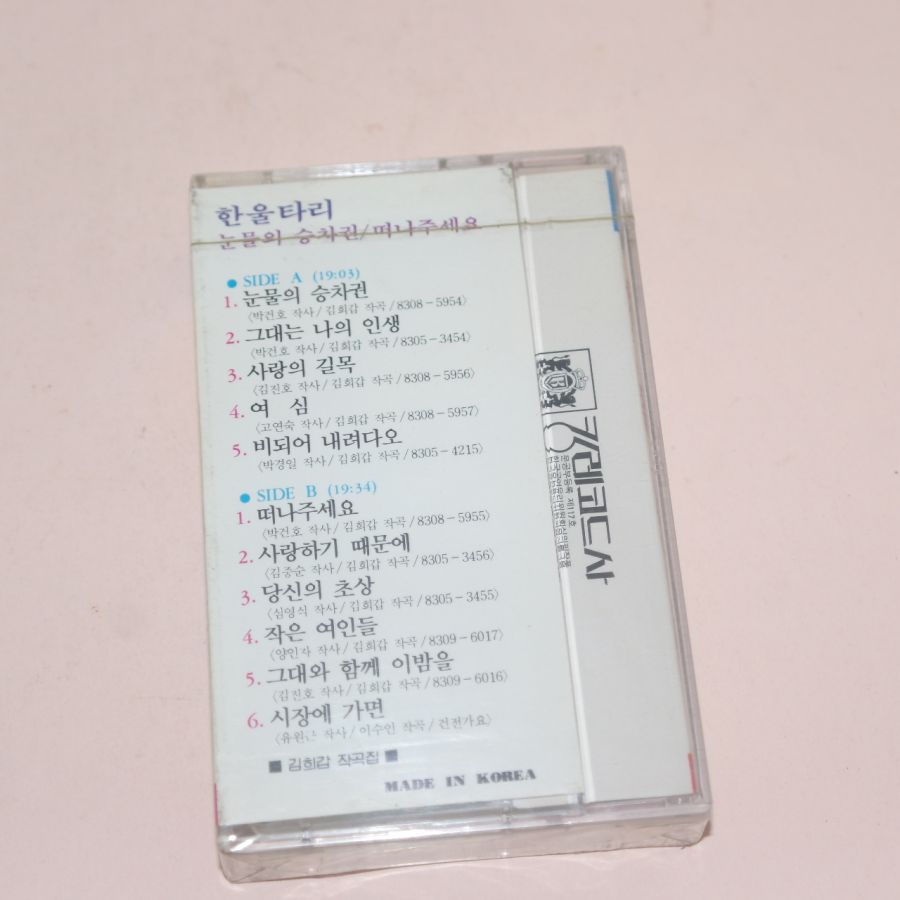 한울타리
눈물의 승차권/떠나주세요
● SIDE A (19:03)
1. 눈물의 승차권
〈박건호 작사/김희갑 작곡/8308-5954〉
2. 그대는 나의 인생
〈박건호 작사/김희갑 작곡/8305-3454〉
3. 사랑의 길목
〈김진호 작사/김희갑 작곡/8308-5956〉
4. 여 심
〈고연숙 작사/김희갑 작곡/8308-5957〉
5. 비되어 내려다오
〈박경일 작사/김희갑 작곡/8305-4215〉
● SIDE B (19:34)
1. 떠나주세요
〈박건호 작사/김희갑 작곡/8308-5955〉
2. 사랑하기 때문에
〈김중순 작사/김희갑 작곡/8305-3456〉
3. 당신의 초상
〈심영식 작사/김희갑 작곡/8305-3455〉
4. 작은 여인들
〈양인자 작사/김희갑 작곡/8309-6017〉
5. 그대와 함께 이밤을
〈김진호 작사/김희갑 작곡/8309-6016〉
6. 시장에 가면
〈유원근 작사/이수인 작곡/건전가요〉
■ 김희갑 작곡집 ■
MADE IN KOREA
레코드사
문공부등록 제12호